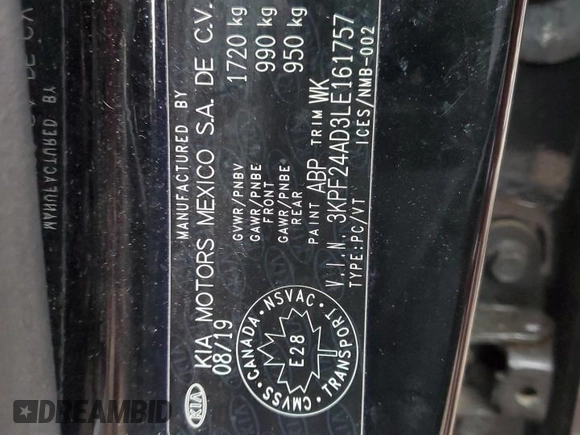 MANUFACTURED BY
KIA KIA MOTORS MEXICO S.A. DE C.V.
08/19
GVWR/PNBV 1720 kg
GAWR/PNBE FRONT 990 kg
GAWR/PNBE REAR 950 kg
PAINT ABP TRIM WK
V.I.N. 3KPF24AD3LE161757
TYPE:PC/VT ICES/NMB-002
CANADA • NSVAC • TRANSPORT • CMVSS
E28
DREAMBID